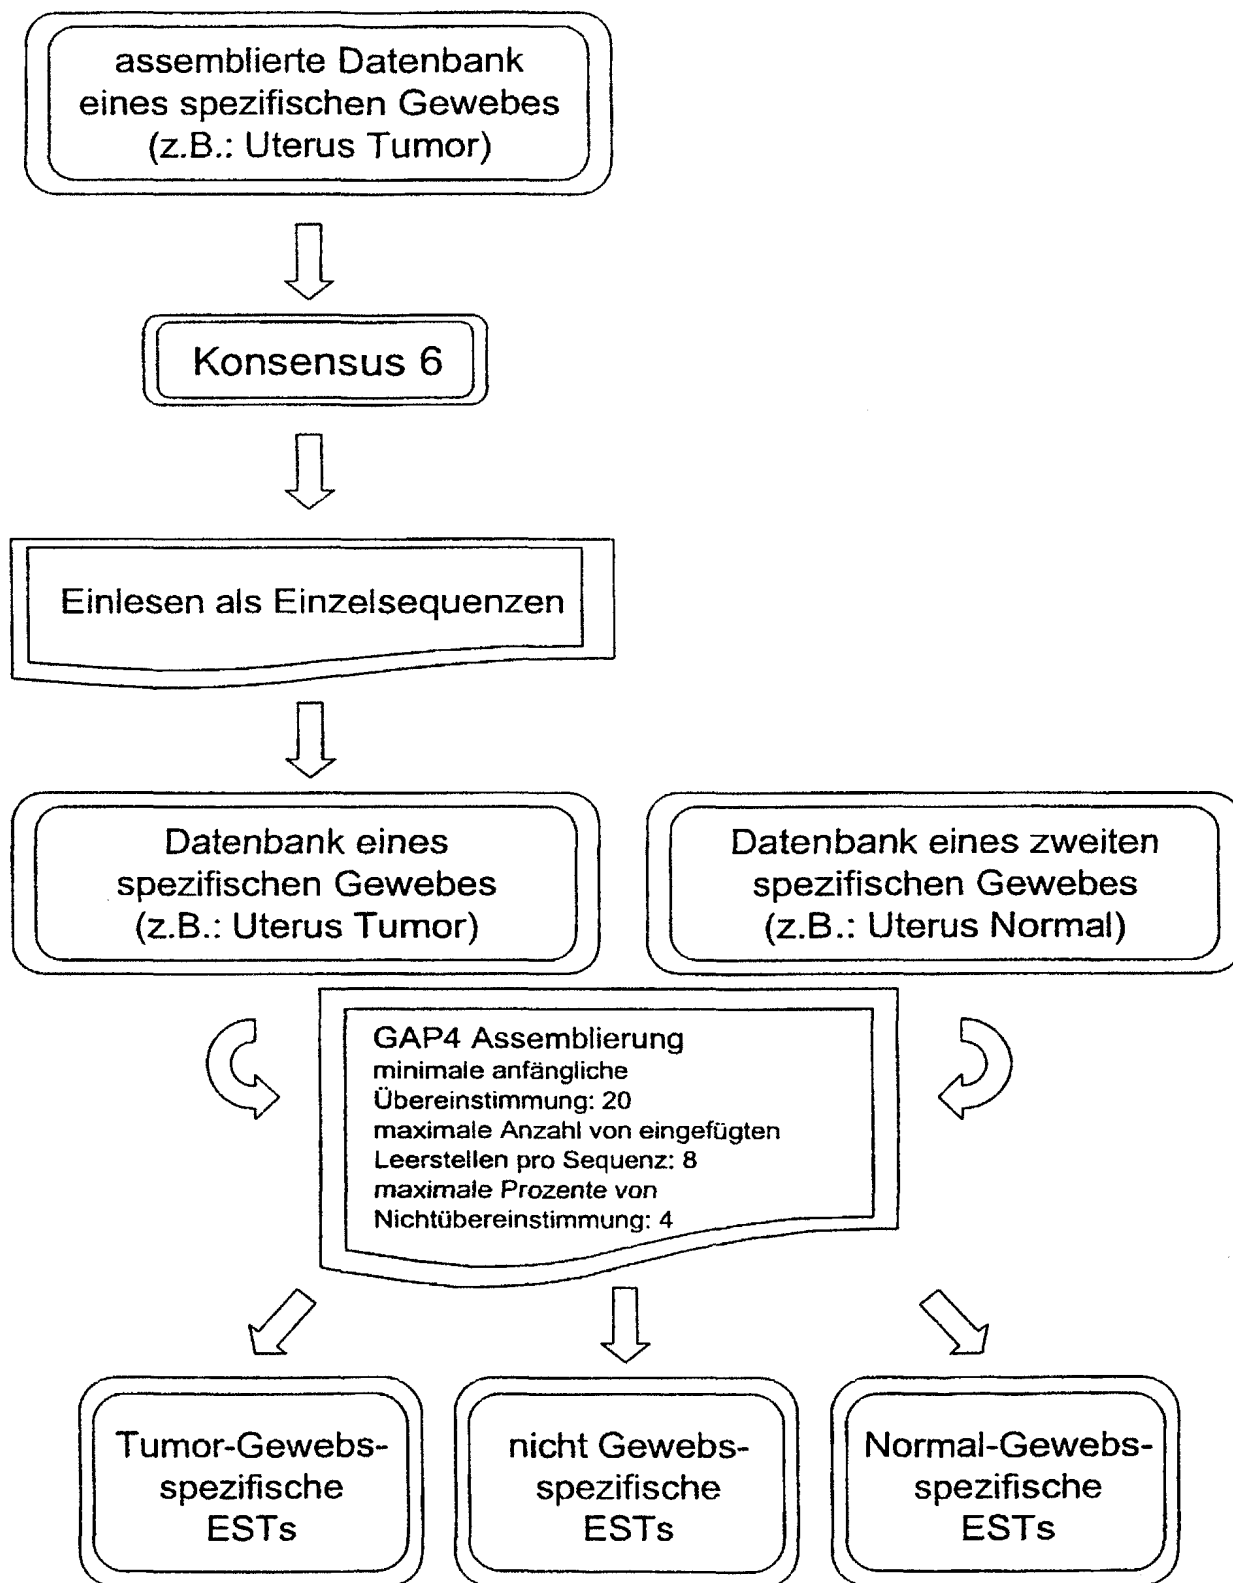 assemblierte Datenbank
eines spezifischen Gewebes
(z.B.: Uterus Tumor)
Konsensus 6
Einlesen als Einzelsequenzen
Datenbank eines
spezifischen Gewebes
(z.B.: Uterus Tumor)
Datenbank eines zweiten
spezifischen Gewebes
(z.B.: Uterus Normal)
GAP4 Assemblierung
minimale anfängliche
Übereinstimmung: 20
maximale Anzahl von eingefügten
Leerstellen pro Sequenz: 8
maximale Prozente von
Nichtübereinstimmung: 4
Tumor-Gewebs-
spezifische
ESTs
nicht Gewebs-
spezifische
ESTs
Normal-Gewebs-
spezifische
ESTs